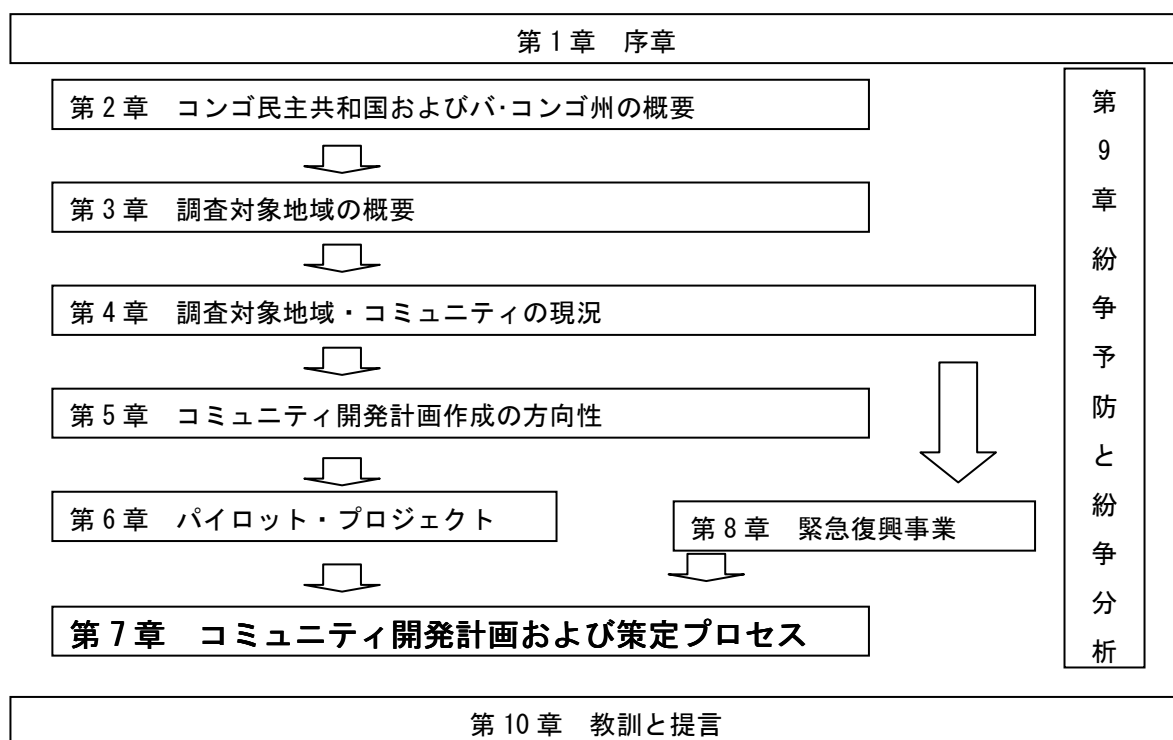 第1章 序章
第2章 コンゴ民主共和国およびバ・コンゴ州の概要
第3章 調査対象地域の概要
第4章 調査対象地域・コミュニティの現況
第5章 コミュニティ開発計画作成の方向性
第6章 パイロット・プロジェクト
第8章 緊急復興事業
第7章 コミュニティ開発計画および策定プロセス
第9章 紛争予防と紛争分析
第10章 教訓と提言